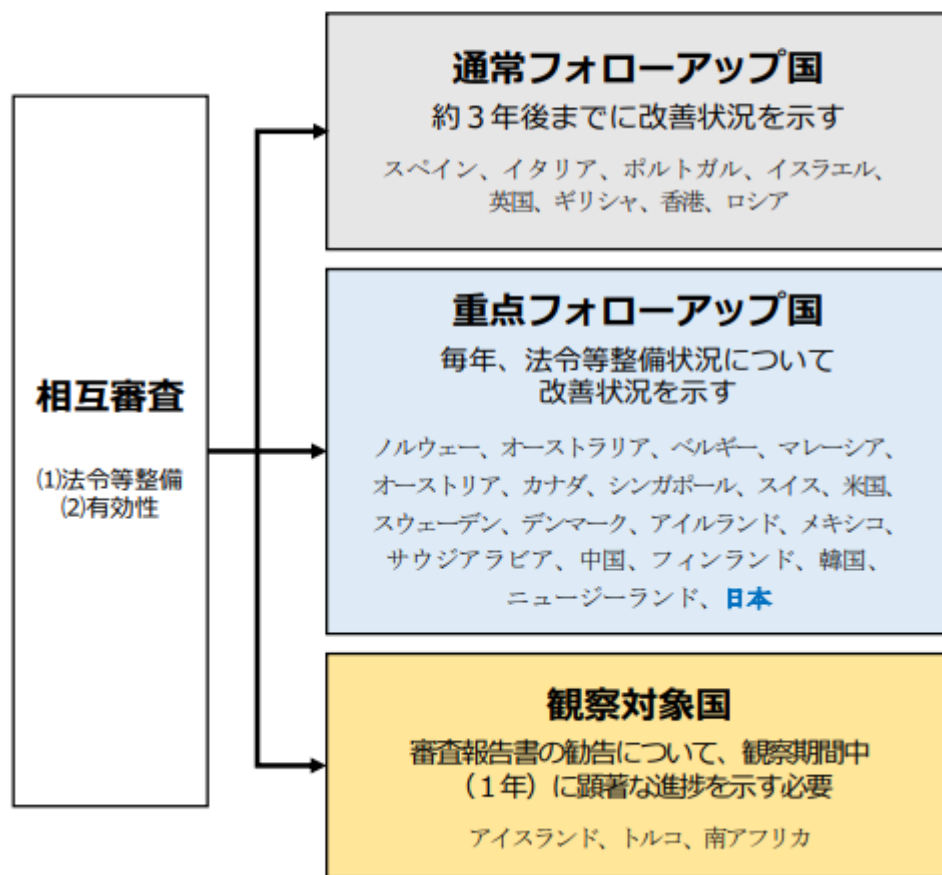 通常フォローアップ国
約３年後までに改善状況を示す
スペイン、イタリア、ポルトガル、イスラエル、
英国、ギリシャ、香港、ロシア
相互審査
⑴法令等整備
⑵有効性
重点フォローアップ国
毎年、法令等整備状況について
改善状況を示す
ノルウェー、オーストラリア、ベルギー、マレーシア、
オーストリア、カナダ、シンガポール、スイス、米国、
スウェーデン、デンマーク、アイルランド、メキシコ、
サウジアラビア、中国、フィンランド、韓国、
ニュージーランド、日本
観察対象国
審査報告書の勧告について、観察期間中
（１年）に顕著な進捗を示す必要
アイスランド、トルコ、南アフリカ